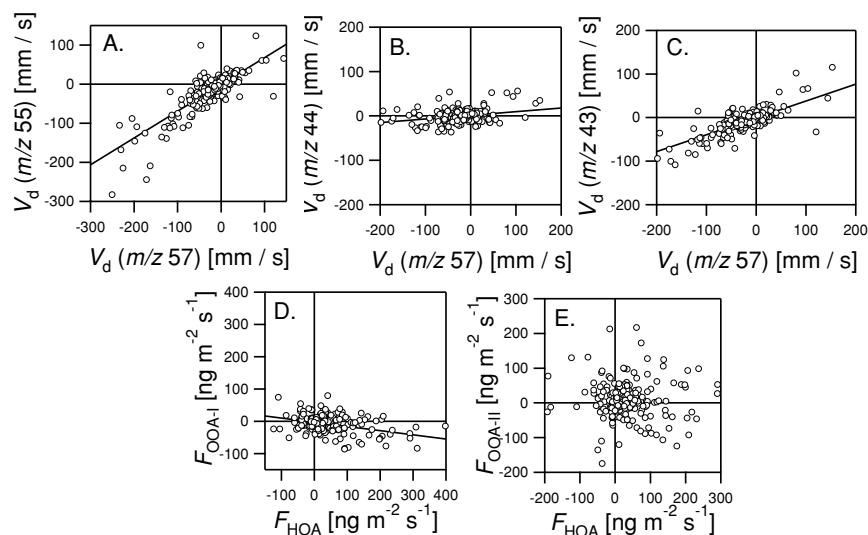 A.
100
0
-100
-200
-300
-300 -200 -100 0 100
V_d (m/z 55) [mm / s]
V_d (m/z 57) [mm / s]
B.
200
100
0
-100
-200
-200 -100 0 100 200
V_d (m/z 44) [mm / s]
V_d (m/z 57) [mm / s]
C.
200
100
0
-100
-200
-200 -100 0 100 200
V_d (m/z 43) [mm / s]
V_d (m/z 57) [mm / s]
D.
400
300
200
100
0
-100
-100 0 100 200 300 400
F_OOA-I [ng m⁻² s⁻¹]
F_HOA [ng m⁻² s⁻¹]
E.
300
200
100
0
-100
-200
-200 -100 0 100 200 300
F_OOA-II [ng m⁻² s⁻¹]
F_HOA [ng m⁻² s⁻¹]